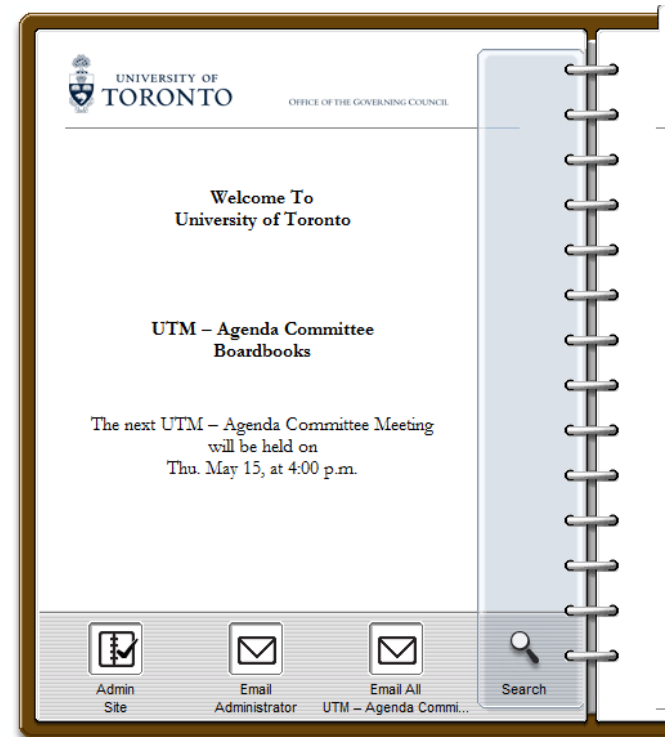 UNIVERSITY OF
TORONTO
OFFICE OF THE GOVERNING COUNCIL
Welcome To
University of Toronto
UTM – Agenda Committee
Boardbooks
The next UTM – Agenda Committee Meeting
will be held on
Thu. May 15, at 4:00 p.m.
Admin
Site
Email
Administrator
Email All
UTM – Agenda Commi...
Search